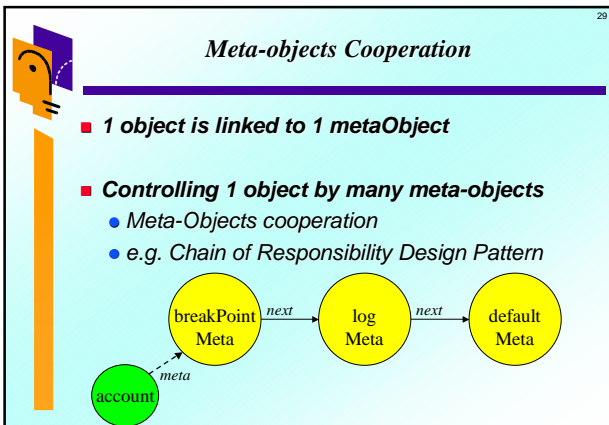 29
Meta-objects Cooperation
1 object is linked to 1 metaObject
Controlling 1 object by many meta-objects
Meta-Objects cooperation
e.g. Chain of Responsibility Design Pattern
breakPoint
Meta
next
log
Meta
next
default
Meta
meta
account